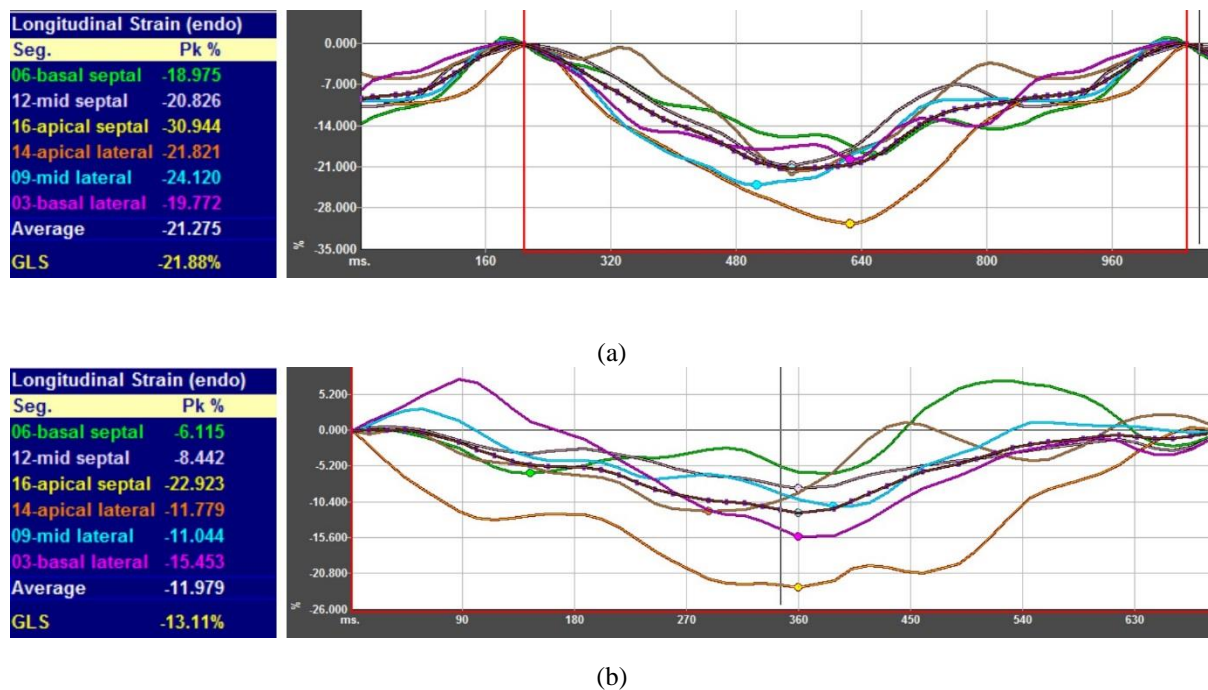 Longitudinal Strain (endo)
Seg. Pk %
06-basal septal -18.975
12-mid septal -20.826
16-apical septal -30.944
14-apical lateral -21.821
09-mid lateral -24.120
03-basal lateral -19.772
Average -21.275
GLS -21.88%
0.000
-7.000
-14.000
-21.000
-28.000
-35.000
%
ms. 160 320 480 640 800 960
(a)
Longitudinal Strain (endo)
Seg. Pk %
06-basal septal -6.115
12-mid septal -8.442
16-apical septal -22.923
14-apical lateral -11.779
09-mid lateral -11.044
03-basal lateral -15.453
Average -11.979
GLS -13.11%
5.200
0.000
-5.200
-10.400
-15.600
-20.800
-26.000
%
ms. 90 180 270 360 450 540 630
(b)